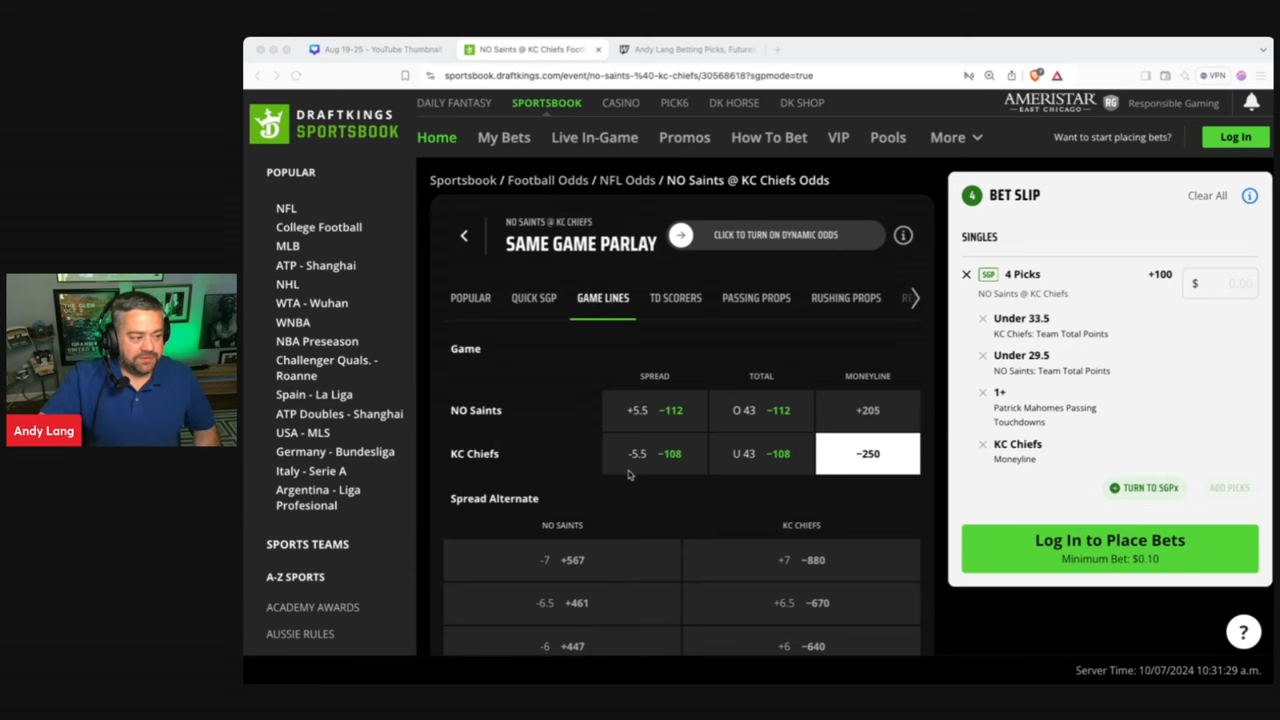 Aug 19-25 - YouTube Thumbnail
NO Saints @ KC Chiefs Footb
Andy Lang Betting Picks, Future
sportsbook.draftkings.com/event/no-saints-%40-kc-chiefs/30568618?sgpmode=true
VPN
DRAFTKINGS
SPORTSBOOK
DAILY FANTASY
SPORTSBOOK
CASINO
PICK6
DK HORSE
DK SHOP
AMERISTAR
EAST CHICAGO
RG
Responsible Gaming
Home
My Bets
Live In-Game
Promos
How To Bet
VIP
Pools
More
Want to start placing bets?
Log In
POPULAR
NFL
College Football
MLB
ATP - Shanghai
NHL
WTA - Wuhan
WNBA
NBA Preseason
Challenger Quals. -
Roanne
Spain - La Liga
ATP Doubles - Shanghai
USA - MLS
Germany - Bundesliga
Italy - Serie A
Argentina - Liga
Profesional
SPORTS TEAMS
A-Z SPORTS
ACADEMY AWARDS
AUSSIE RULES
Sportsbook / Football Odds / NFL Odds / NO Saints @ KC Chiefs Odds
NO SAINTS @ KC CHIEFS
SAME GAME PARLAY
CLICK TO TURN ON DYNAMIC ODDS
POPULAR
QUICK SGP
GAME LINES
TD SCORERS
PASSING PROPS
RUSHING PROPS
Game
SPREAD
TOTAL
MONEYLINE
NO Saints
+5.5 −112
O 43 −112
+205
KC Chiefs
-5.5 −108
U 43 −108
−250
Spread Alternate
NO SAINTS
KC CHIEFS
-7 +567
+7 −880
-6.5 +461
+6.5 −670
-6 +447
+6 −640
4 BET SLIP
Clear All
SINGLES
SGP 4 Picks
+100
$ 0.00
NO Saints @ KC Chiefs
Under 33.5
KC Chiefs: Team Total Points
Under 29.5
NO Saints: Team Total Points
1+
Patrick Mahomes Passing
Touchdowns
KC Chiefs
Moneyline
TURN TO SGPx
ADD PICKS
Log In to Place Bets
Minimum Bet: $0.10
?
Server Time: 10/07/2024 10:31:29 a.m.
Andy Lang